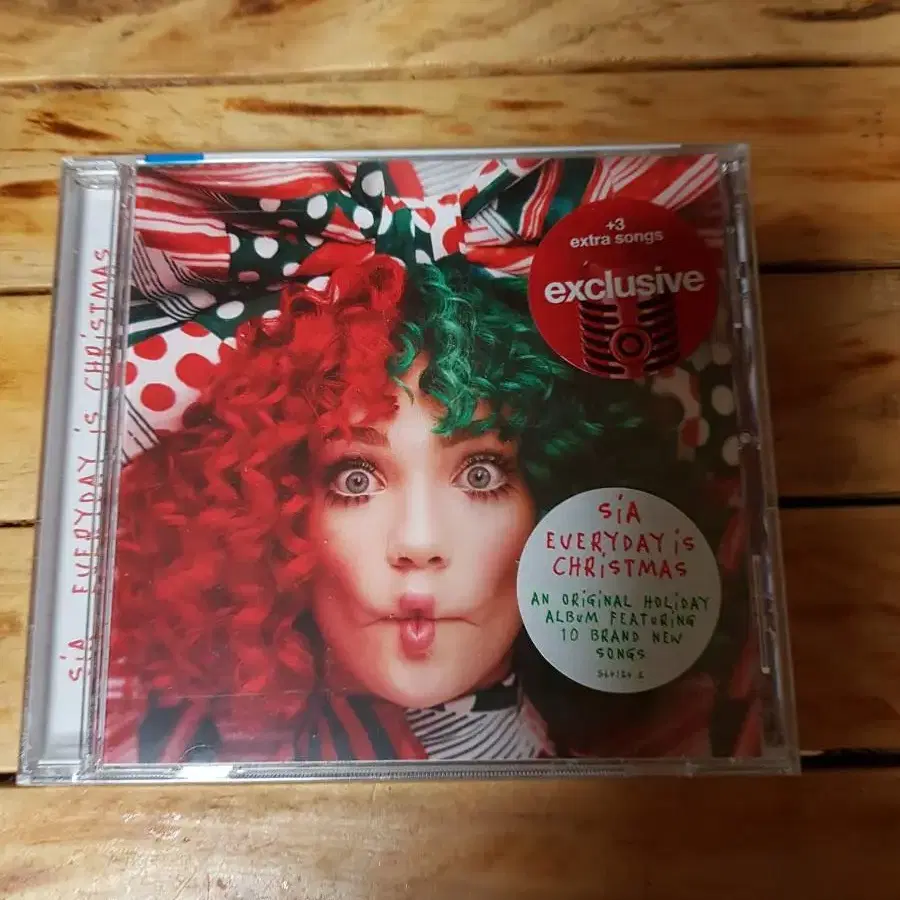 SiA EVERYDAY iS CHRiSTMAS
+3
extra songs
exclusive
SiA
EVERYDAY iS
CHRiSTMAS
AN ORiGiNAL HOLiDAY
ALBUM FEATURiNG
10 BRAND NEW
SONGS